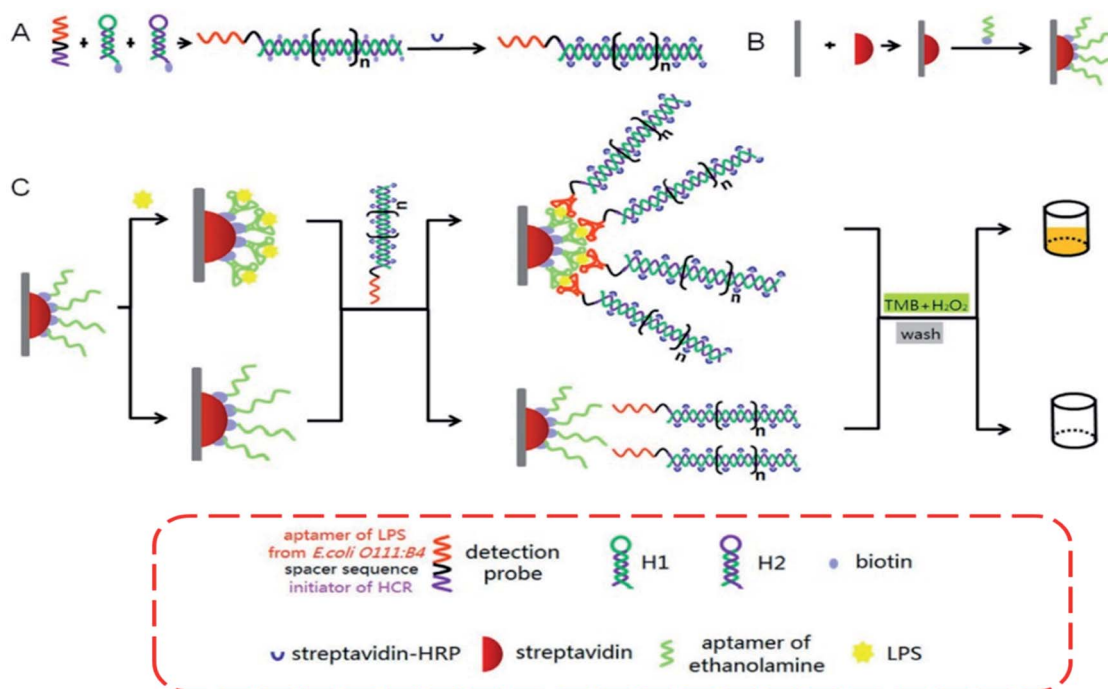 A
+
+
n
n
B
+
C
n
n
n
n
n
TMB+H₂O₂
wash
n
n
aptamer of LPS
from E.coli O111:B4
spacer sequence
initiator of HCR
detection
probe
H1
H2
biotin
streptavidin-HRP
streptavidin
aptamer of
ethanolamine
LPS